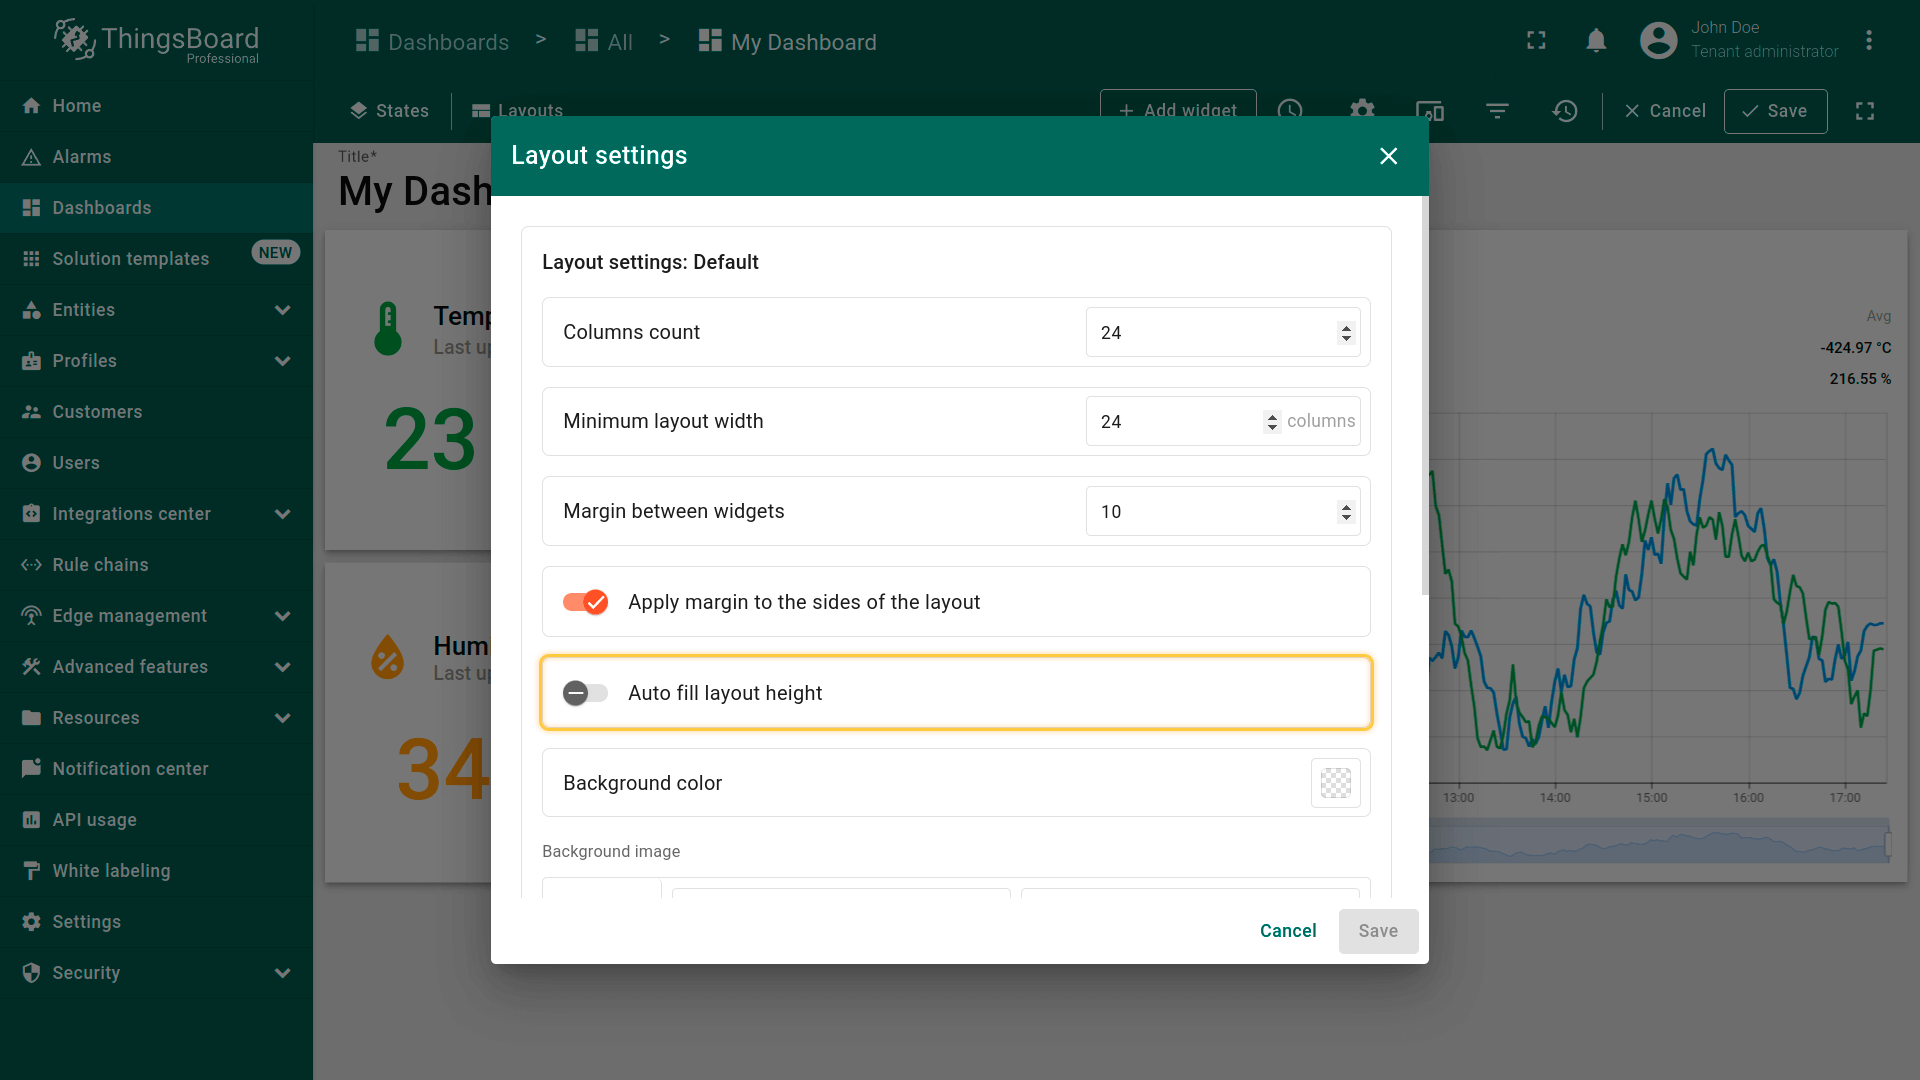 ThingsBoard
Professional
Dashboards > All > My Dashboard
John Doe
Tenant administrator
States
Layouts
Add widget
Cancel
Save
Home
Alarms
Dashboards
Solution templates
NEW
Entities
Profiles
Customers
Users
Integrations center
Rule chains
Edge management
Advanced features
Resources
Notification center
API usage
White labeling
Settings
Security
Title*
My Dash
Temp
Last up
23
Hum
Last up
34
Layout settings
Layout settings: Default
Columns count
24
Minimum layout width
24
columns
Margin between widgets
10
Apply margin to the sides of the layout
Auto fill layout height
Background color
Background image
Cancel
Save
Avg
-424.97 °C
216.55 %
13:00
14:00
15:00
16:00
17:00